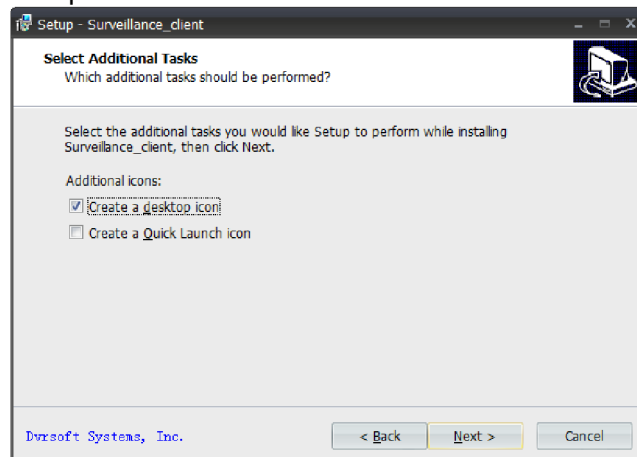 Setup - Surveillance_client
Select Additional Tasks
Which additional tasks should be performed?
Select the additional tasks you would like Setup to perform while installing
Surveillance_client, then click Next.
Additional icons:
Create a desktop icon
Create a Quick Launch icon
Dvrsoft Systems, Inc.
< Back Next > Cancel